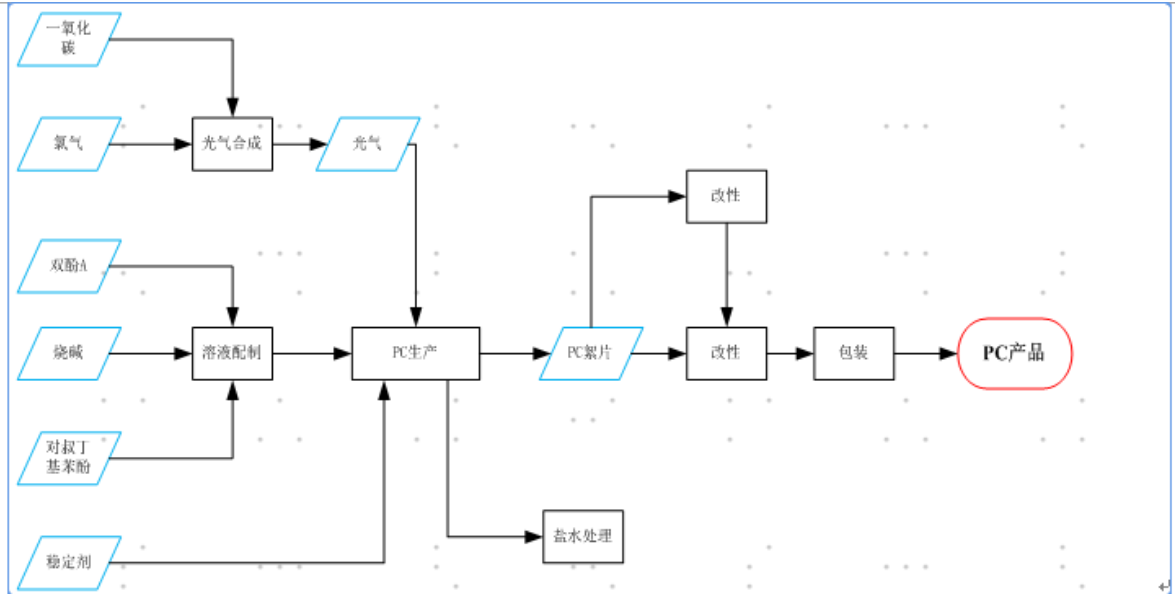 一氧化
碳
氯气
光气合成
光气
改性
双酚A
烧碱
溶液配制
PC生产
PC絮片
改性
包装
PC产品
对叔丁
基苯酚
盐水处理
稳定剂